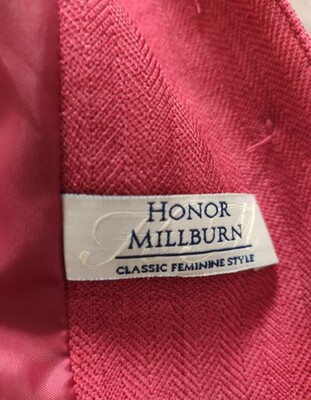 HONOR
MILLBURN
CLASSIC FEMININE STYLE